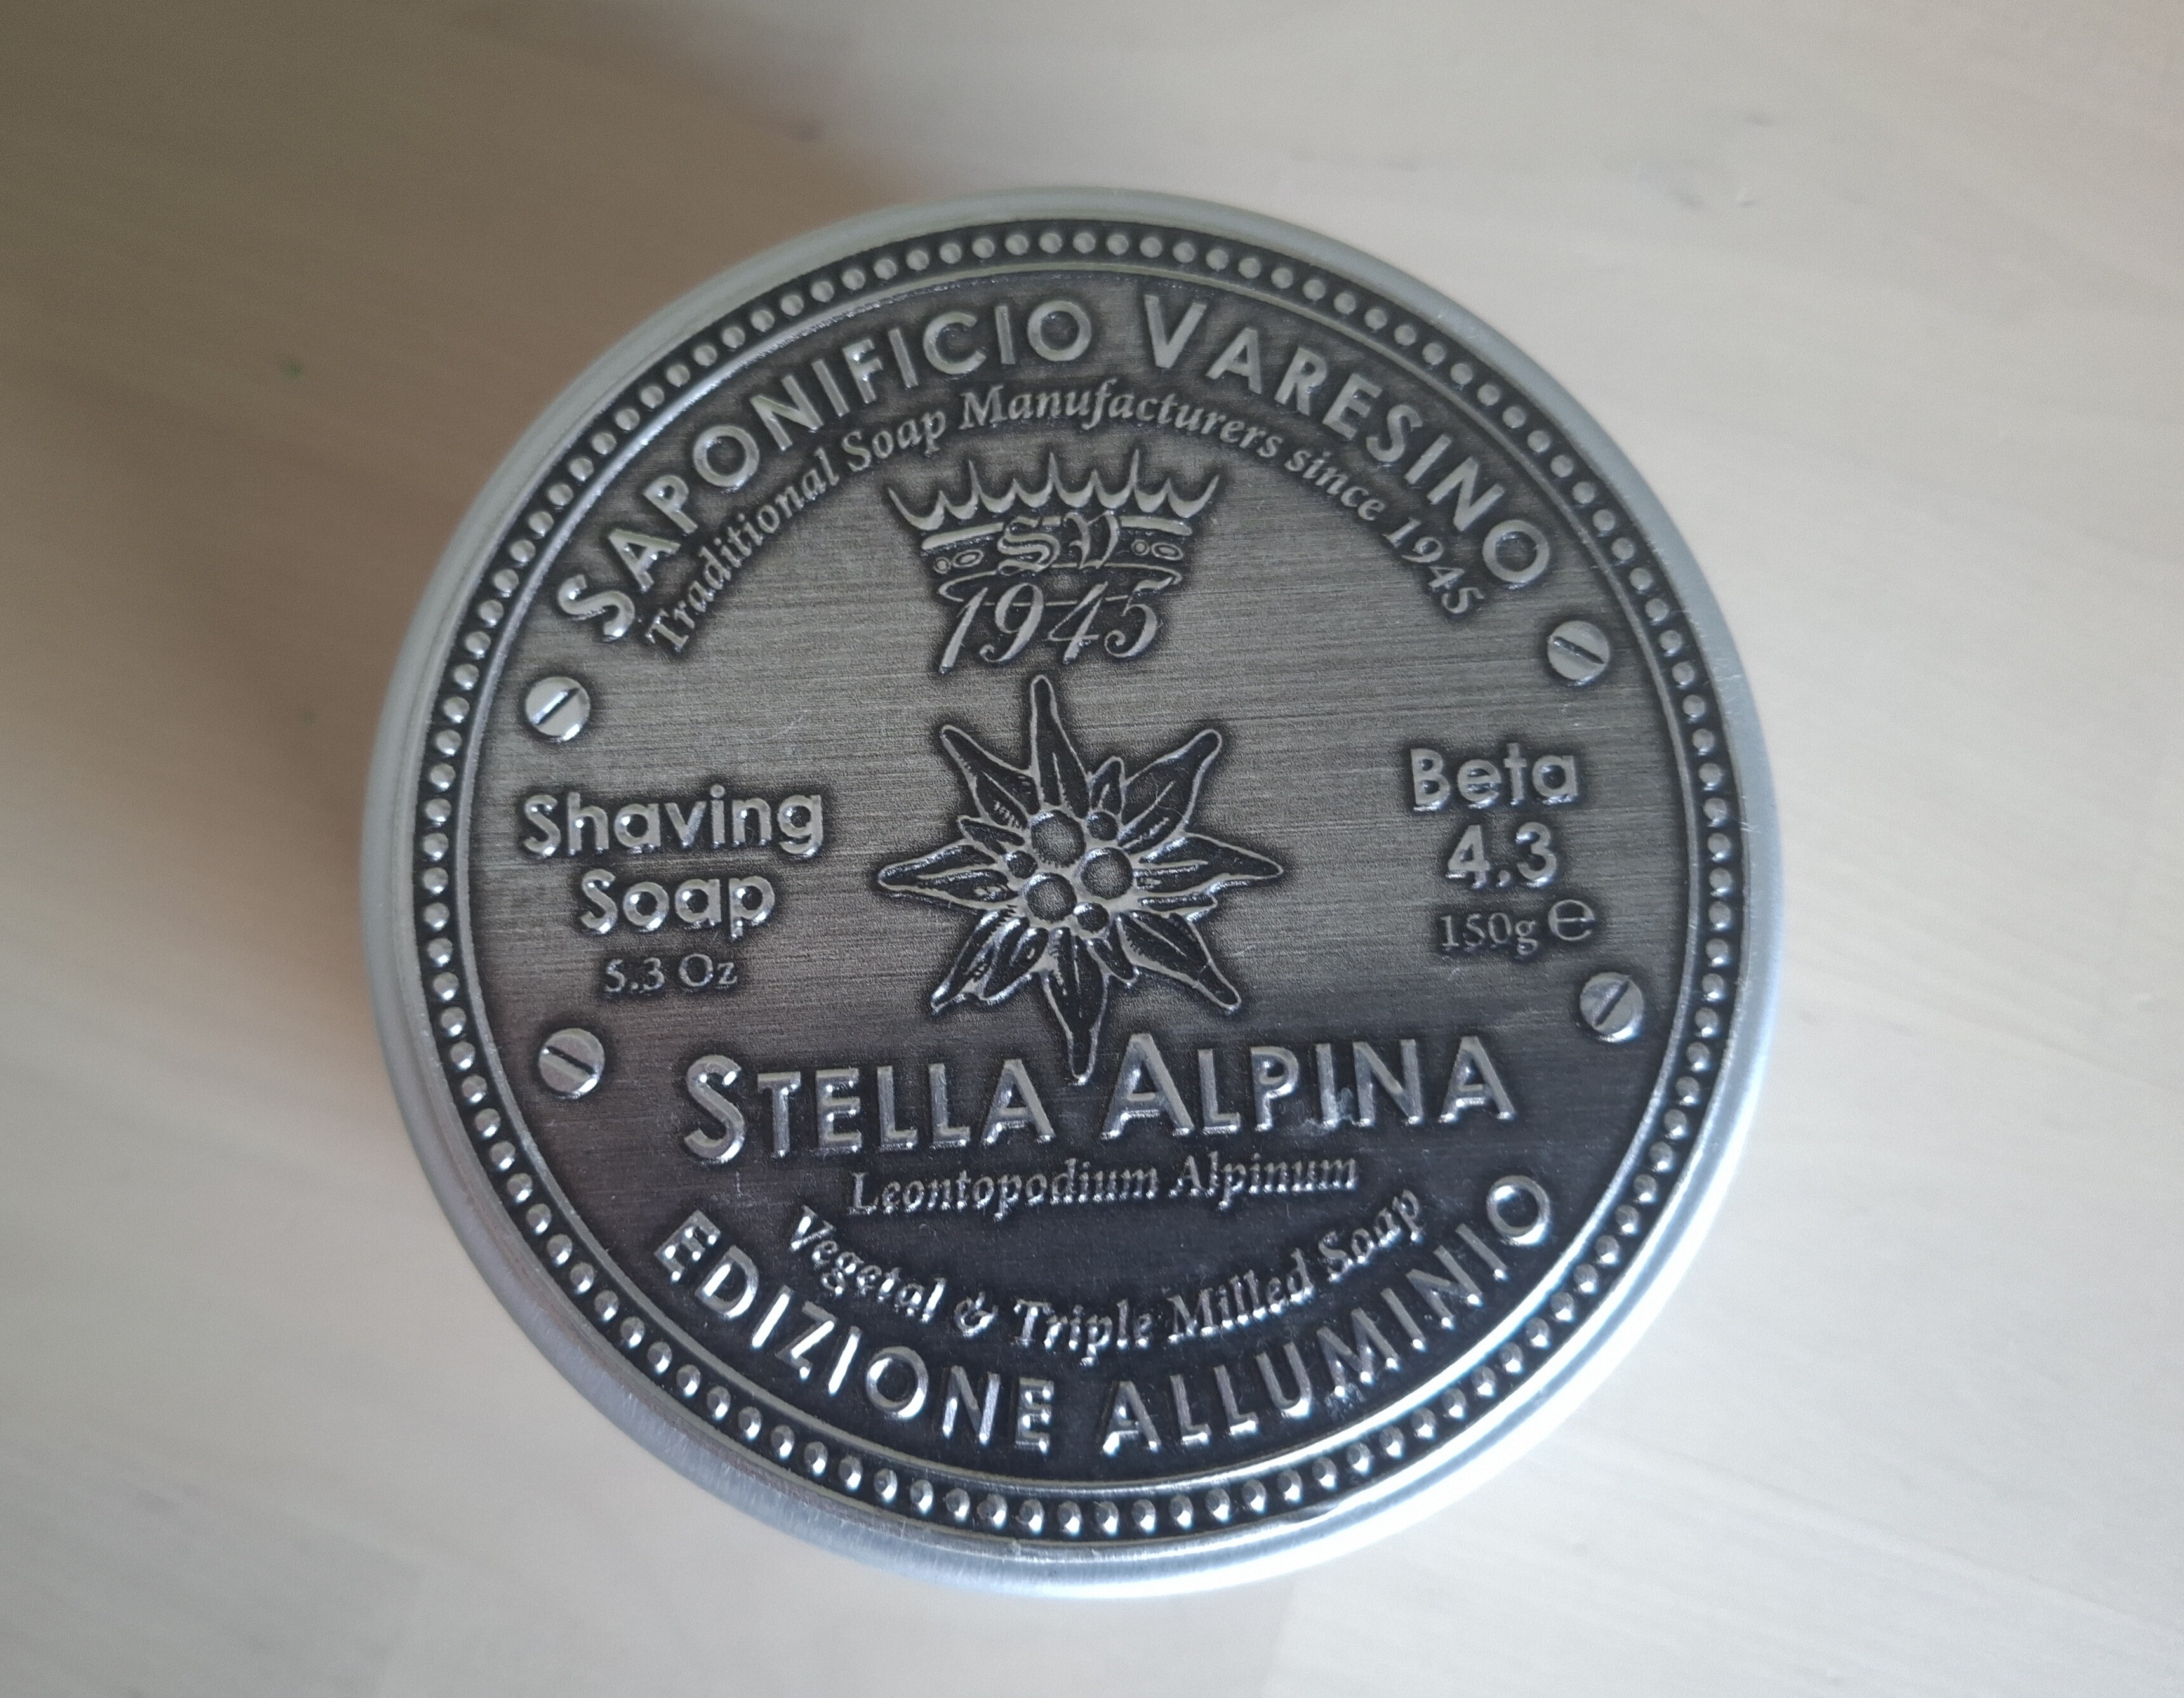 SAPONIFICIO VARESINO
Traditional Soap Manufacturers since 1945
SV
1945
Shaving
Soap
5.3 Oz
Beta
4.3
150g ℮
STELLA ALPINA
Leontopodium Alpinum
Vegetal & Triple Milled Soap
EDIZIONE ALLUMINIO